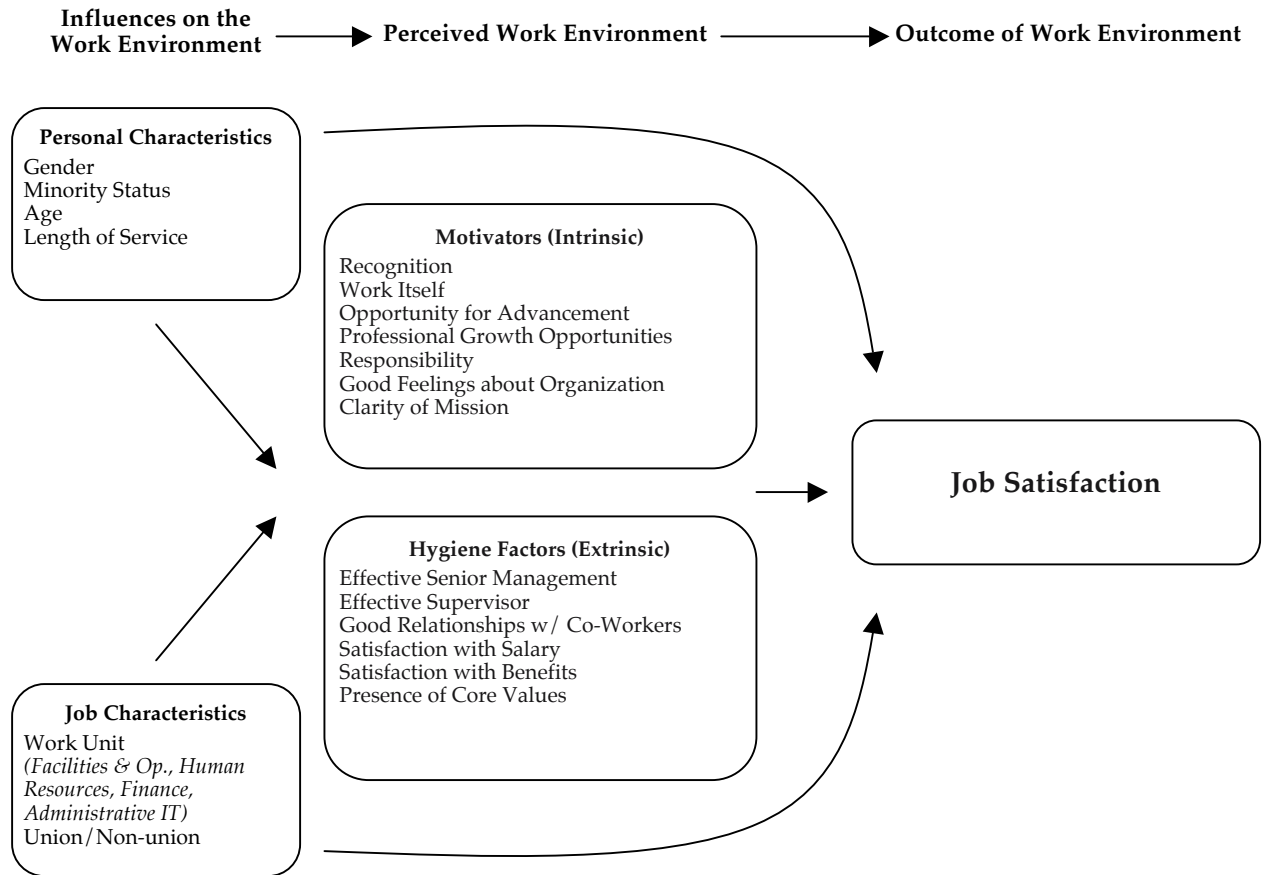 Influences on the
Work Environment
Perceived Work Environment
Outcome of Work Environment
Personal Characteristics
Gender
Minority Status
Age
Length of Service
Motivators (Intrinsic)
Recognition
Work Itself
Opportunity for Advancement
Professional Growth Opportunities
Responsibility
Good Feelings about Organization
Clarity of Mission
Job Satisfaction
Hygiene Factors (Extrinsic)
Effective Senior Management
Effective Supervisor
Good Relationships w/ Co-Workers
Satisfaction with Salary
Satisfaction with Benefits
Presence of Core Values
Job Characteristics
Work Unit
(Facilities & Op., Human
Resources, Finance,
Administrative IT)
Union/Non-union